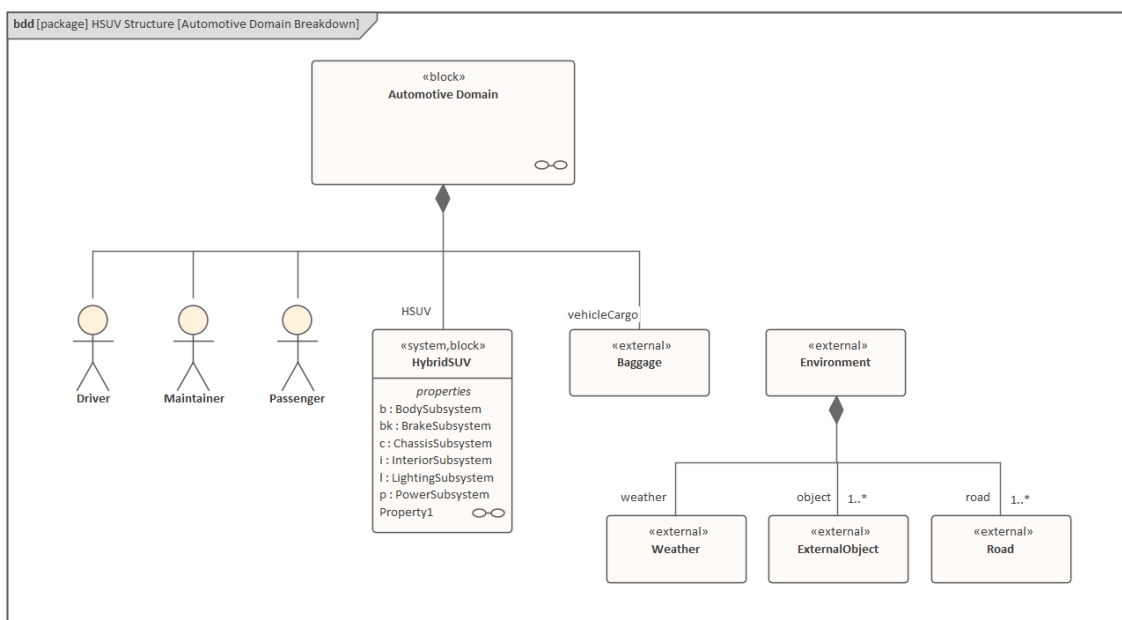 bdd [package] HSUV Structure [Automotive Domain Breakdown]
«block»
Automotive Domain
HSUV
vehicleCargo
Driver
Maintainer
Passenger
«system,block»
HybridSUV
properties
b : BodySubsystem
bk : BrakeSubsystem
c : ChassisSubsystem
i : InteriorSubsystem
l : LightingSubsystem
p : PowerSubsystem
Property1
«external»
Baggage
«external»
Environment
weather
object
1..*
road
1..*
«external»
Weather
«external»
ExternalObject
«external»
Road